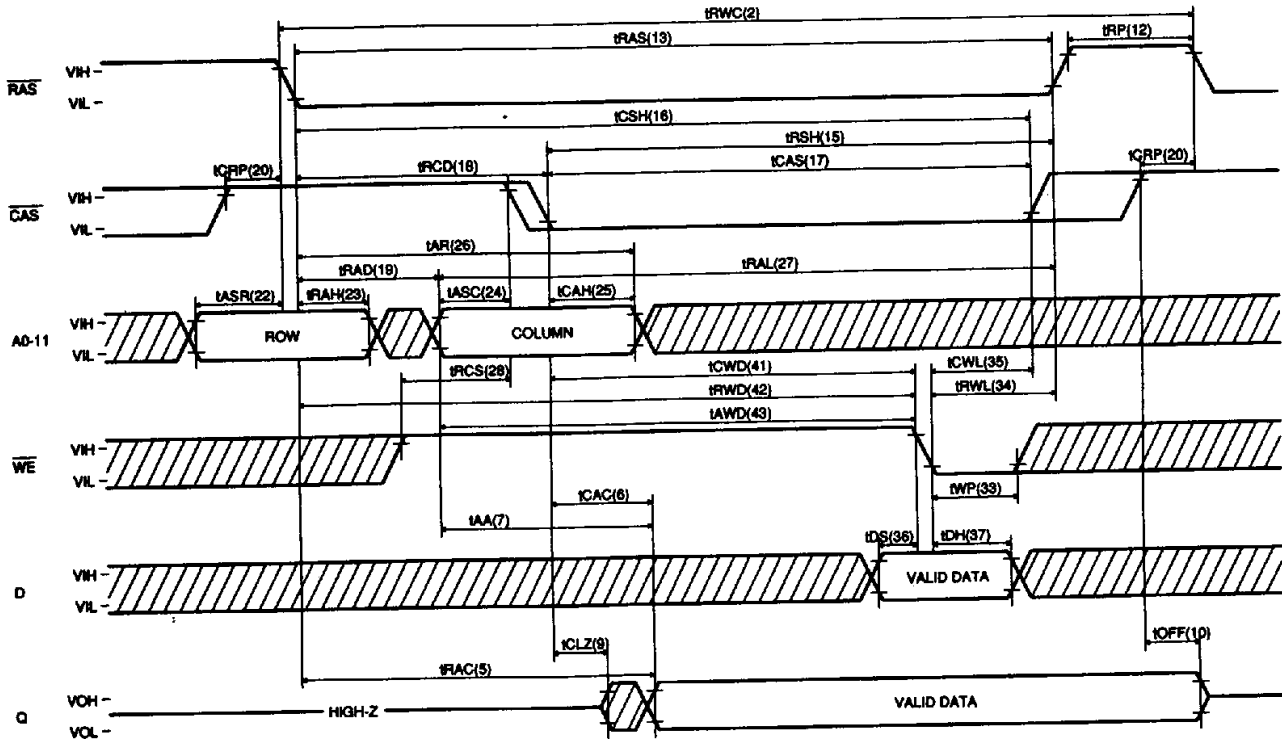 tRWC(2)
tRAS(13)
tRP(12)
RAS
VIH
VIL
tCSH(16)
tRSH(15)
tCRP(20)
tRCD(18)
tCAS(17)
tCRP(20)
CAS
VIH
VIL
tAR(26)
tRAD(19)
tRAL(27)
tASR(22)
tRAH(23)
tASC(24)
tCAH(25)
A0-11
VIH
VIL
ROW
COLUMN
tRCS(28)
tCWD(41)
tCWL(35)
tRWD(42)
tRWL(34)
tAWD(43)
WE
VIH
VIL
tCAC(6)
tWP(33)
tAA(7)
tDS(36)
tDH(37)
D
VIH
VIL
VALID DATA
tCLZ(9)
tOFF(10)
tRAC(5)
Q
VOH
VOL
HIGH-Z
VALID DATA